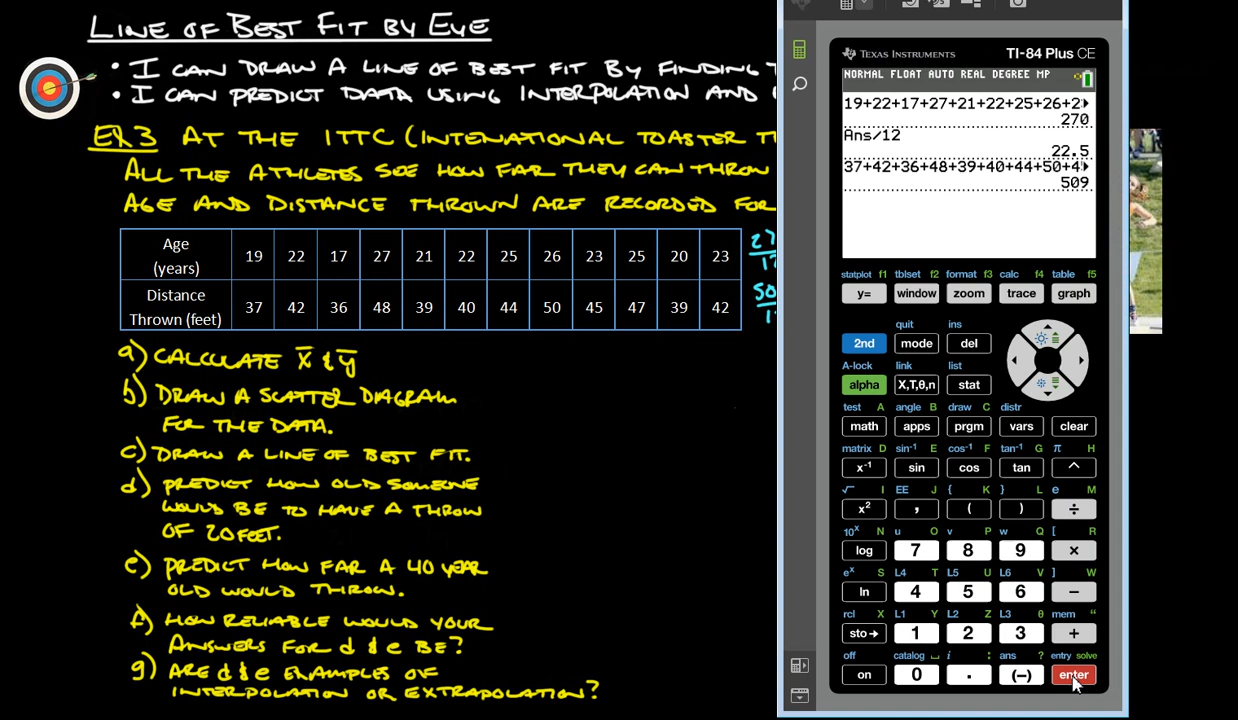 LINE OF BEST FIT BY EYE
• I CAN DRAW A LINE OF BEST FIT BY FINDING
• I CAN PREDICT DATA USING INTERPOLATION AND
EX.3 AT THE ITTC (INTENATIONAL TOASTER
ALL THE ATHLETES SEE HOW FAR THEY CAN THROW
AGE AND DISTANCE THROWN ARE RECORDED FOR
Age (years) 19 22 17 27 21 22 25 26 23 25 20 23
Distance Thrown (feet) 37 42 36 48 39 40 44 50 45 47 39 42
a) CALCULATE x̄ & ȳ
b) DRAW A SCATTER DIAGRAM
FOR THE DATA.
c) DRAW A LINE OF BEST FIT.
d) PREDICT HOW OLD SOMEONE
WOULD BE TO HAVE A THROW
OF 20 FEET.
e) PREDICT HOW FAR A 40 YEAR
OLD WOULD THROW.
f) HOW RELIABLE WOULD YOUR
ANSWERS FOR d & e BE?
g) ARE d & e EXAMPLES OF
INTERPOLATION OR EXTRAPOLATION?
TEXAS INSTRUMENTS TI-84 Plus CE
NORMAL FLOAT AUTO REAL DEGREE MP
19+22+17+27+21+22+25+26+2
270
Ans/12
22.5
37+42+36+48+39+40+44+50+4
509
statplot f1 tblset f2 format f3 calc f4 table f5
y= window zoom trace graph
quit ins
2nd mode del
A-lock link list
alpha X,T,θ,n stat
test A angle B draw C distr
math apps prgm vars clear
matrix D sin⁻¹ E cos⁻¹ F tan⁻¹ G π H
x⁻¹ sin cos tan ^
√ I EE J { K } L e M
x² , ( ) ÷
10ˣ N u O v P w Q [ R
log 7 8 9 ×
eˣ S L4 T L5 U L6 V ] W
ln 4 5 6 −
rcl X L1 Y L2 Z L3 θ mem “
sto→ 1 2 3 +
off catalog ␣ i : ans ? entry solve
on 0 . (−) enter